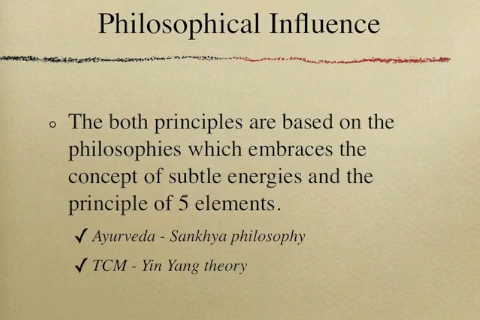 Philosophical Influence
The both principles are based on the
philosophies which embraces the
concept of subtle energies and the
principle of 5 elements.
✓ Ayurveda - Sankhya philosophy
✓ TCM - Yin Yang theory